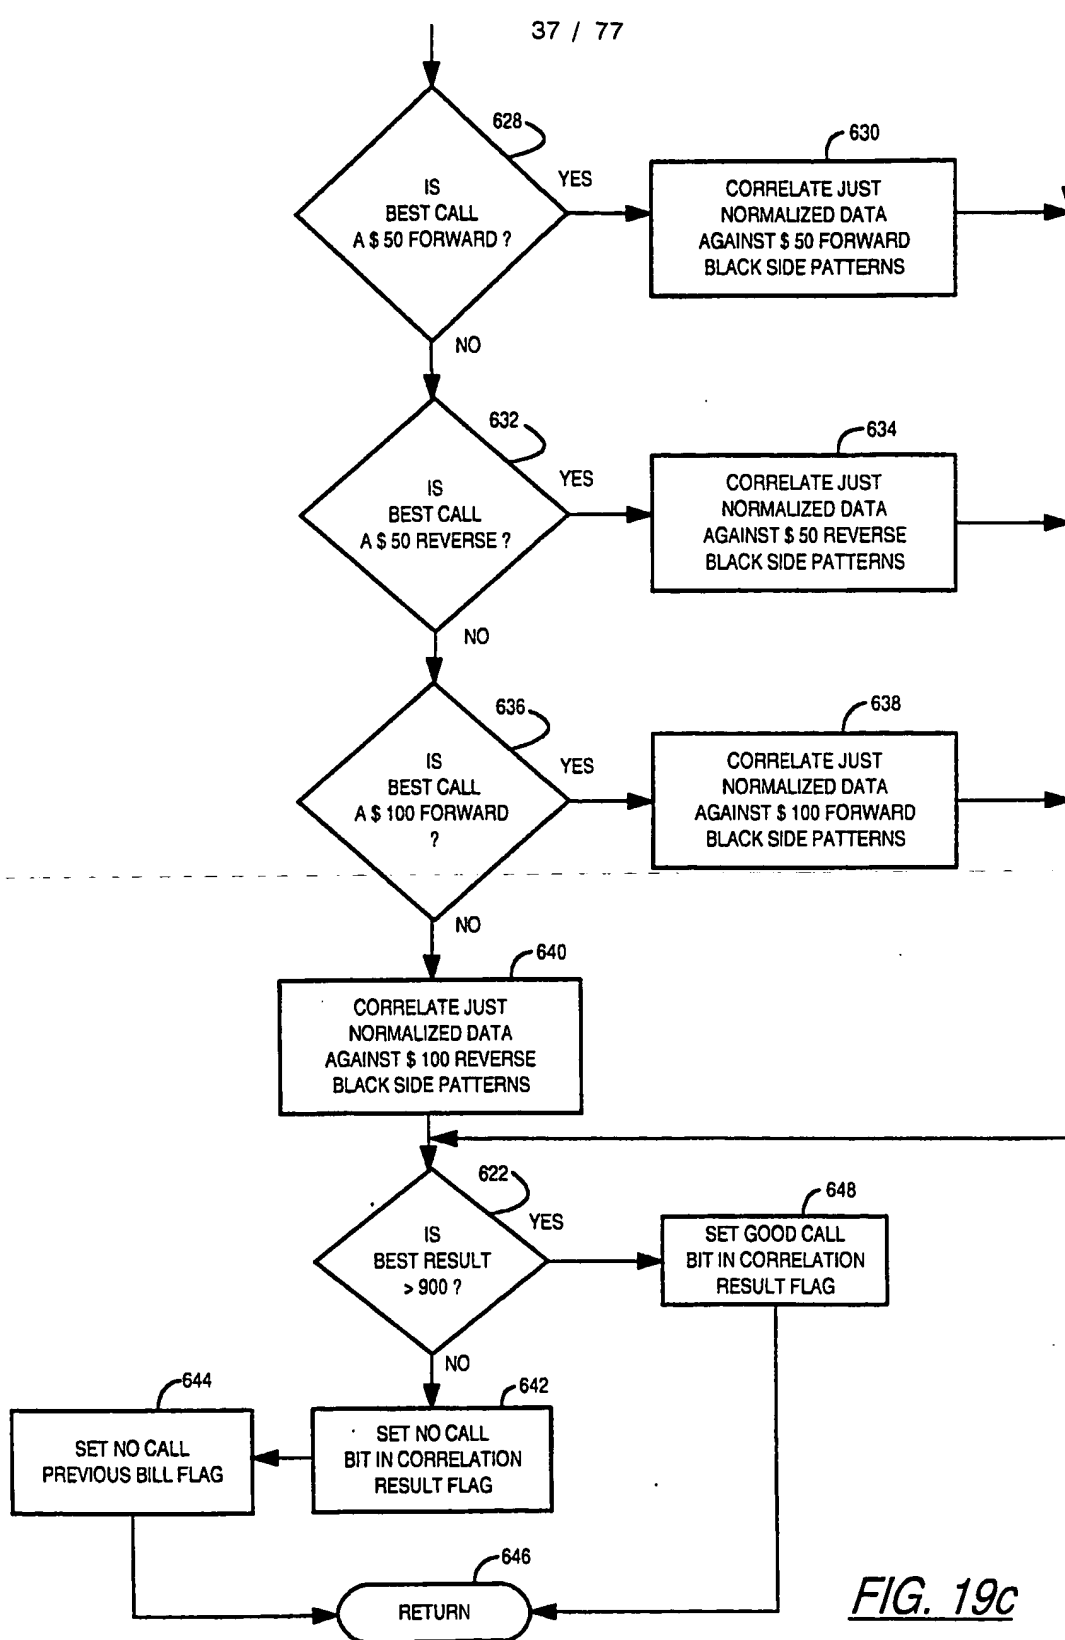 37 / 77
628
IS
BEST CALL
A $ 50 FORWARD ?
YES
NO
630
CORRELATE JUST
NORMALIZED DATA
AGAINST $ 50 FORWARD
BLACK SIDE PATTERNS
632
IS
BEST CALL
A $ 50 REVERSE ?
YES
NO
634
CORRELATE JUST
NORMALIZED DATA
AGAINST $ 50 REVERSE
BLACK SIDE PATTERNS
636
IS
BEST CALL
A $ 100 FORWARD
?
YES
NO
638
CORRELATE JUST
NORMALIZED DATA
AGAINST $ 100 FORWARD
BLACK SIDE PATTERNS
640
CORRELATE JUST
NORMALIZED DATA
AGAINST $ 100 REVERSE
BLACK SIDE PATTERNS
622
IS
BEST RESULT
> 900 ?
YES
NO
648
SET GOOD CALL
BIT IN CORRELATION
RESULT FLAG
642
SET NO CALL
BIT IN CORRELATION
RESULT FLAG
644
SET NO CALL
PREVIOUS BILL FLAG
646
RETURN
FIG. 19c